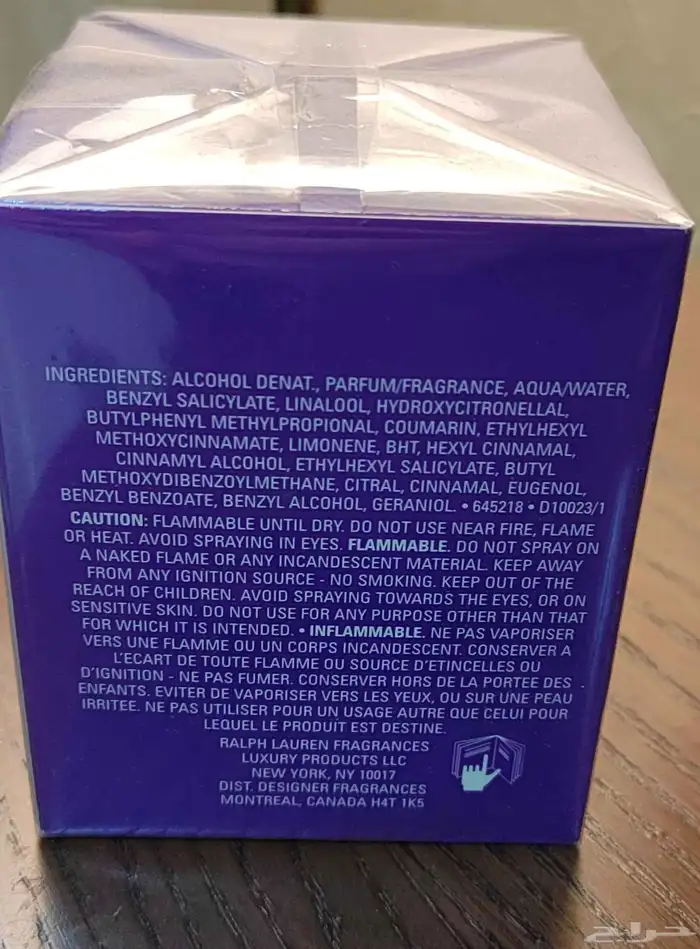 INGREDIENTS: ALCOHOL DENAT., PARFUM/FRAGRANCE, AQUA/WATER,
BENZYL SALICYLATE, LINALOOL, HYDROXYCITRONELLAL,
BUTYLPHENYL METHYLPROPIONAL, COUMARIN, ETHYLHEXYL
METHOXYCINNAMATE, LIMONENE, BHT, HEXYL CINNAMAL,
CINNAMYL ALCOHOL, ETHYLHEXYL SALICYLATE, BUTYL
METHOXYDIBENZOYLMETHANE, CITRAL, CINNAMAL, EUGENOL,
BENZYL BENZOATE, BENZYL ALCOHOL, GERANIOL. • 645218 • D10023/1
CAUTION: FLAMMABLE UNTIL DRY. DO NOT USE NEAR FIRE, FLAME
OR HEAT. AVOID SPRAYING IN EYES. FLAMMABLE. DO NOT SPRAY ON
A NAKED FLAME OR ANY INCANDESCENT MATERIAL. KEEP AWAY
FROM ANY IGNITION SOURCE - NO SMOKING. KEEP OUT OF THE
REACH OF CHILDREN. AVOID SPRAYING TOWARDS THE EYES, OR ON
SENSITIVE SKIN. DO NOT USE FOR ANY PURPOSE OTHER THAN THAT
FOR WHICH IT IS INTENDED. • INFLAMMABLE. NE PAS VAPORISER
VERS UNE FLAMME OU UN CORPS INCANDESCENT. CONSERVER A
L'ECART DE TOUTE FLAMME OU SOURCE D'ETINCELLES OU
D'IGNITION - NE PAS FUMER. CONSERVER HORS DE LA PORTEE DES
ENFANTS. EVITER DE VAPORISER VERS LES YEUX, OU SUR UNE PEAU
IRRITEE. NE PAS UTILISER POUR UN USAGE AUTRE QUE CELUI POUR
LEQUEL LE PRODUIT EST DESTINE.
RALPH LAUREN FRAGRANCES
LUXURY PRODUCTS LLC
NEW YORK, NY 10017
DIST. DESIGNER FRAGRANCES
MONTREAL, CANADA H4T 1K5
حراج